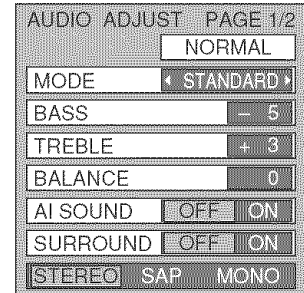 AUDIO ADJUST PAGE 1/2
NORMAL
MODE STANDARD
BASS – 5
TREBLE + 3
BALANCE 0
AI SOUND OFF ON
SURROUND OFF ON
STEREO SAP MONO